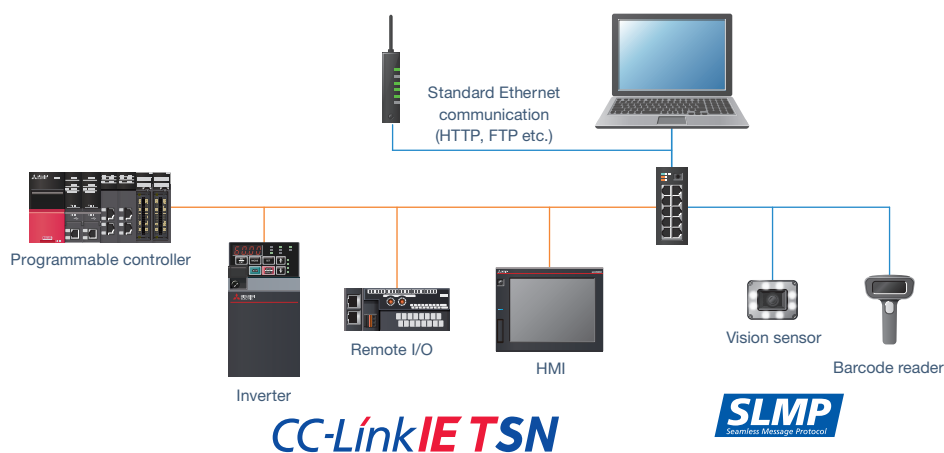 Standard Ethernet
communication
(HTTP, FTP etc.)
Programmable controller
Inverter
Remote I/O
HMI
Vision sensor
Barcode reader
CC-Link IE TSN
SLMP
Seamless Message Protocol